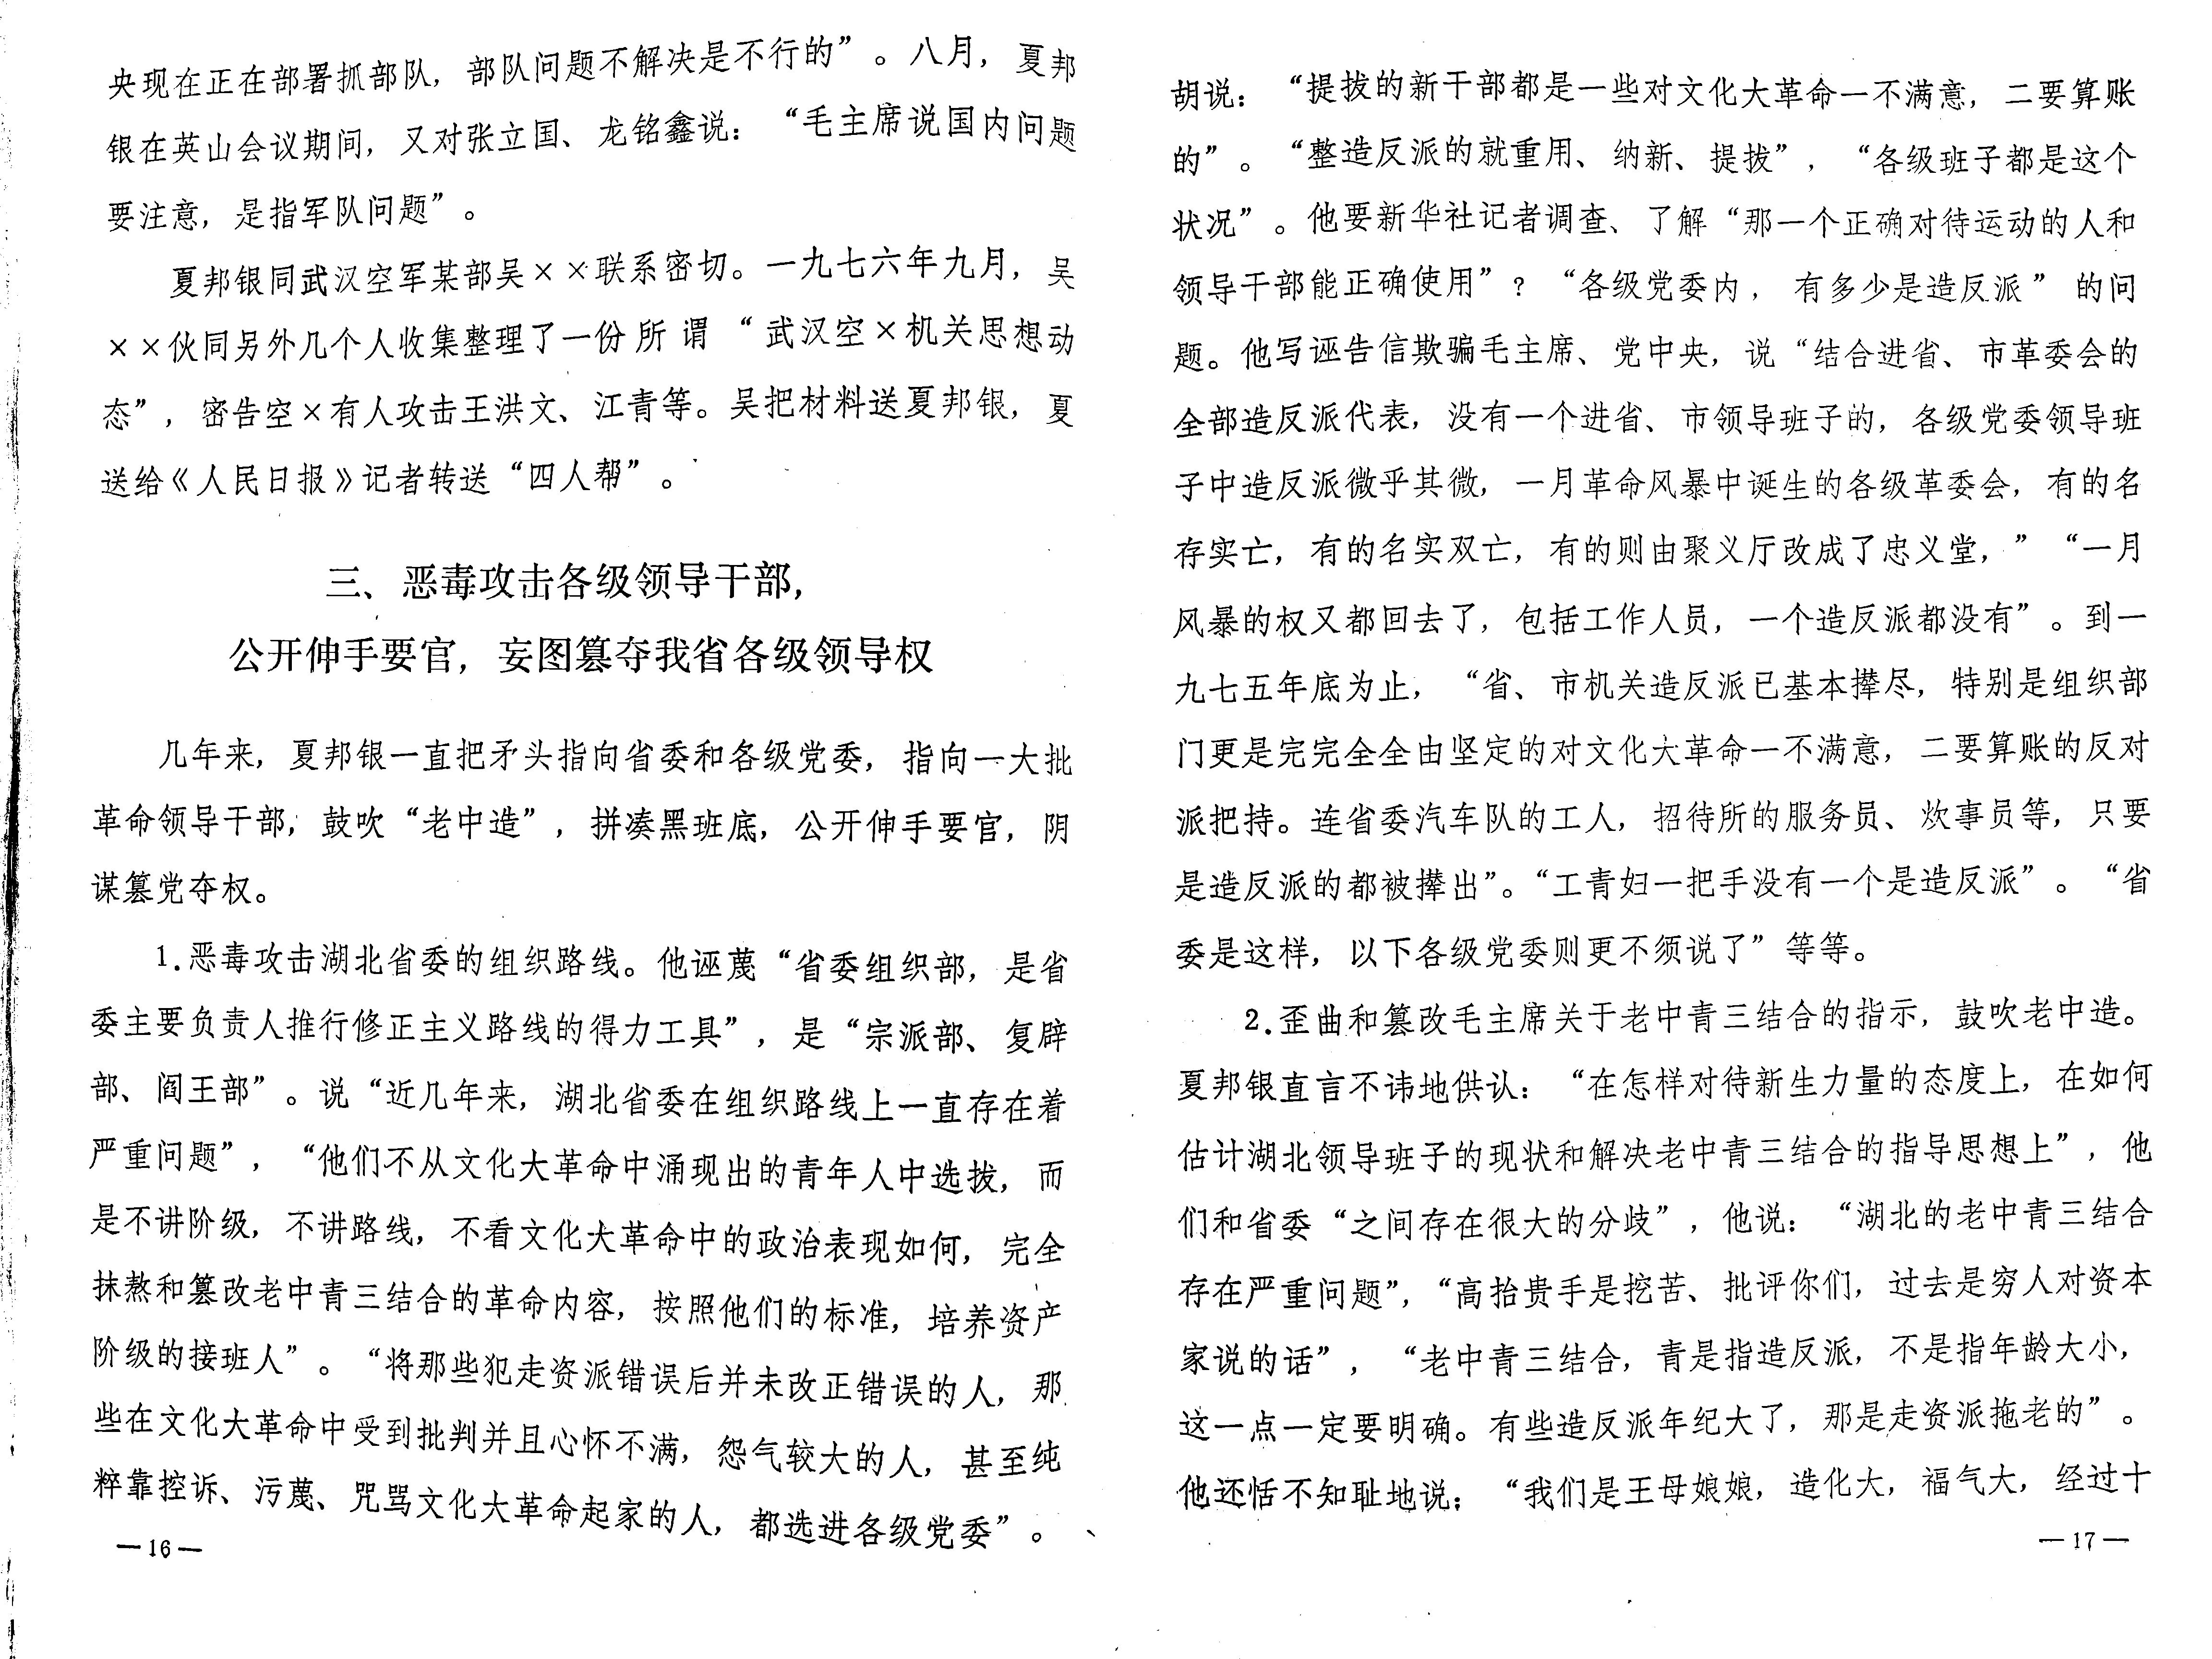 央现在正在部署抓部队，部队问题不解决是不行的”。八月，夏邦
银在英山会议期间，又对张立国、龙铭鑫说：“毛主席说国内问题
要注意，是指军队问题”。
夏邦银同武汉空军某部吴××联系密切。一九七六年九月，吴
××伙同另外几个人收集整理了一份所谓“武汉空×机关思想动
态”，密告空×有人攻击王洪文、江青等。吴把材料送夏邦银，夏
送给《人民日报》记者转送“四人帮”。
三、恶毒攻击各级领导干部，
公开伸手要官，妄图篡夺我省各级领导权
几年来，夏邦银一直把矛头指向省委和各级党委，指向一大批
革命领导干部，鼓吹“老中造”，拼凑黑班底，公开伸手要官，阴
谋篡党夺权。
1.恶毒攻击湖北省委的组织路线。他诬蔑“省委组织部，是省
委主要负责人推行修正主义路线的得力工具”，是“宗派部、复辟
部、阎王部”。说“近几年来，湖北省委在组织路线上一直存在着
严重问题”，“他们不从文化大革命中涌现出的青年人中选拔，而
是不讲阶级，不讲路线，不看文化大革命中的政治表现如何，完全
抹熬和篡改老中青三结合的革命内容，按照他们的标准，培养资产
阶级的接班人”。“将那些犯走资派错误后并未改正错误的人，那
些在文化大革命中受到批判并且心怀不满，怨气较大的人，甚至纯
粹靠控诉、污蔑、咒骂文化大革命起家的人，都选进各级党委”。
—16—
胡说：“提拔的新干部都是一些对文化大革命一不满意，二要算账
的”。“整造反派的就重用、纳新、提拔”，“各级班子都是这个
状况”。他要新华社记者调查、了解“那一个正确对待运动的人和
领导干部能正确使用”？“各级党委内，有多少是造反派”的问
题。他写诬告信欺骗毛主席、党中央，说“结合进省、市革委会的
全部造反派代表，没有一个进省、市领导班子的，各级党委领导班
子中造反派微乎其微，一月革命风暴中诞生的各级革委会，有的名
存实亡，有的名实双亡，有的则由聚义厅改成了忠义堂，”“一月
风暴的权又都回去了，包括工作人员，一个造反派都没有”。到一
九七五年底为止，“省、市机关造反派已基本撵尽，特别是组织部
门更是完完全全由坚定的对文化大革命一不满意，二要算账的反对
派把持。连省委汽车队的工人，招待所的服务员、炊事员等，只要
是造反派的都被撵出”。“工青妇一把手没有一个是造反派”。“省
委是这样，以下各级党委则更不须说了”等等。
2.歪曲和篡改毛主席关于老中青三结合的指示，鼓吹老中造。
夏邦银直言不讳地供认：“在怎样对待新生力量的态度上，在如何
估计湖北领导班子的现状和解决老中青三结合的指导思想上”，他
们和省委“之间存在很大的分歧”，他说：“湖北的老中青三结合
存在严重问题”，“高抬贵手是挖苦、批评你们，过去是穷人对资本
家说的话”，“老中青三结合，青是指造反派，不是指年龄大小，
这一点一定要明确。有些造反派年纪大了，那是走资派拖老的”。
他还恬不知耻地说：“我们是王母娘娘，造化大，福气大，经过十
—17—